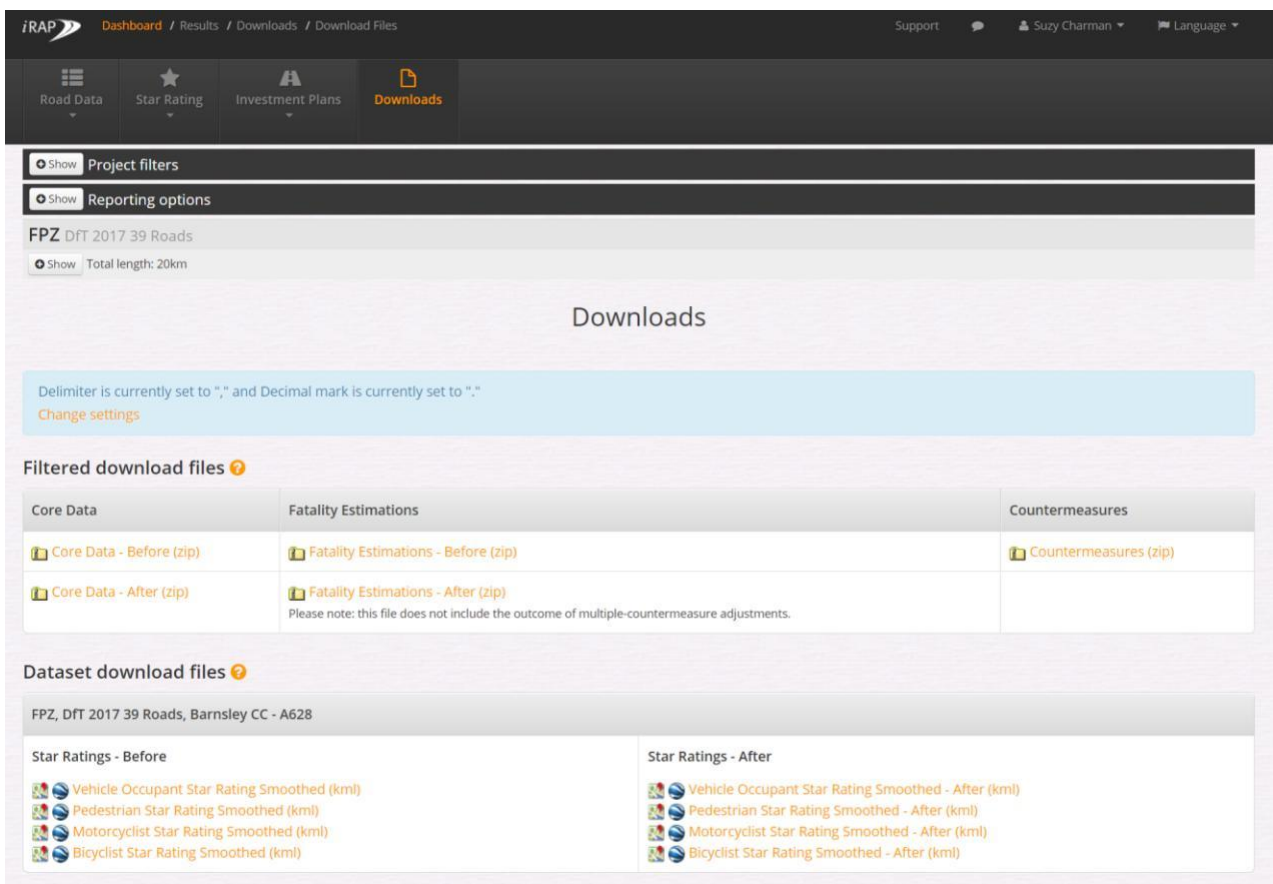 iRAP Dashboard / Results / Downloads / Download Files Support Suzy Charman Language
Road Data Star Rating Investment Plans Downloads
Show Project filters
Show Reporting options
FPZ DfT 2017 39 Roads
Show Total length: 20km
Downloads
Delimiter is currently set to "," and Decimal mark is currently set to "."
Change settings
Filtered download files ?
Core Data Fatality Estimations Countermeasures
Core Data - Before (zip) Fatality Estimations - Before (zip) Countermeasures (zip)
Core Data - After (zip) Fatality Estimations - After (zip)
Please note: this file does not include the outcome of multiple-countermeasure adjustments.
Dataset download files ?
FPZ, DfT 2017 39 Roads, Barnsley CC - A628
Star Ratings - Before
Vehicle Occupant Star Rating Smoothed (kml)
Pedestrian Star Rating Smoothed (kml)
Motorcyclist Star Rating Smoothed (kml)
Bicyclist Star Rating Smoothed (kml)
Star Ratings - After
Vehicle Occupant Star Rating Smoothed - After (kml)
Pedestrian Star Rating Smoothed - After (kml)
Motorcyclist Star Rating Smoothed - After (kml)
Bicyclist Star Rating Smoothed - After (kml)